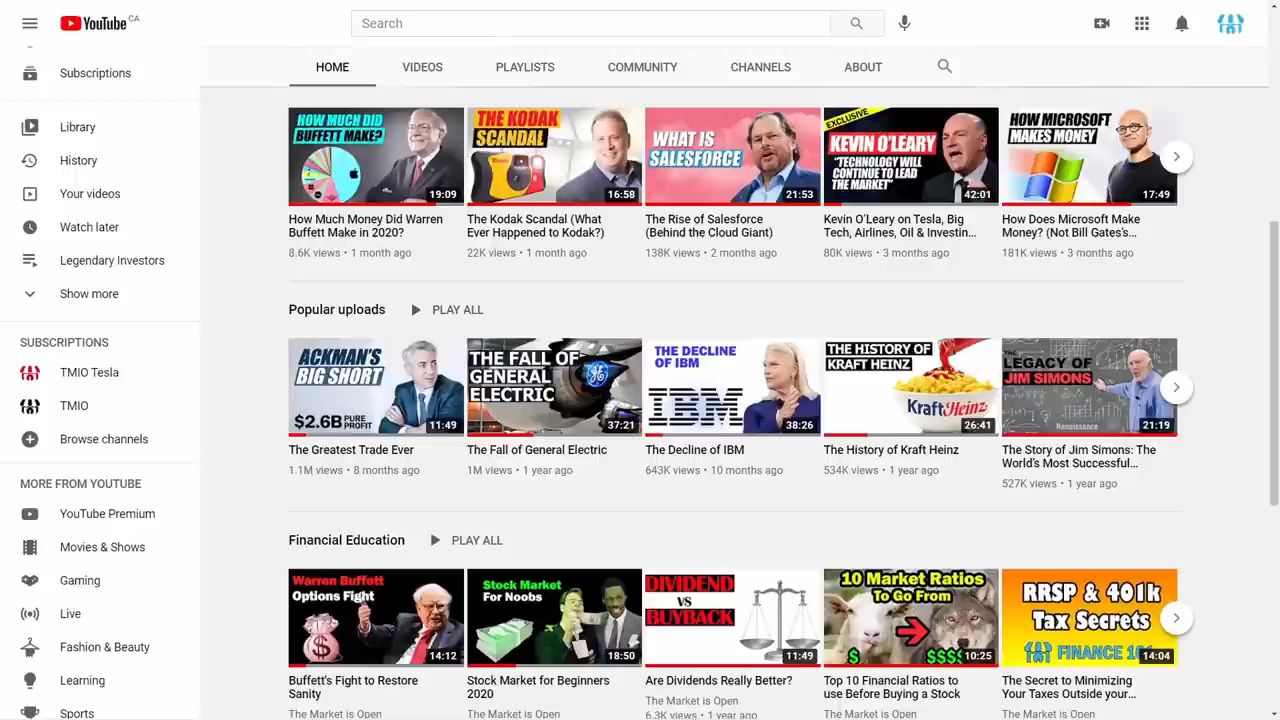 YouTube CA
Search
Subscriptions
HOME
VIDEOS
PLAYLISTS
COMMUNITY
CHANNELS
ABOUT
Library
History
Your videos
Watch later
Legendary Investors
Show more
SUBSCRIPTIONS
TMIO Tesla
TMIO
Browse channels
MORE FROM YOUTUBE
YouTube Premium
Movies & Shows
Gaming
Live
Fashion & Beauty
Learning
Sports
HOW MUCH DID
BUFFETT MAKE?
19:09
How Much Money Did Warren
Buffett Make in 2020?
8.6K views • 1 month ago
THE KODAK
SCANDAL
16:58
The Kodak Scandal (What
Ever Happened to Kodak?)
22K views • 1 month ago
WHAT IS
SALESFORCE
21:53
The Rise of Salesforce
(Behind the Cloud Giant)
138K views • 2 months ago
EXCLUSIVE
KEVIN O'LEARY
"TECHNOLOGY WILL
CONTINUE TO LEAD
THE MARKET"
42:01
Kevin O'Leary on Tesla, Big
Tech, Airlines, Oil & Investin...
80K views • 3 months ago
HOW MICROSOFT
MAKES MONEY
17:49
How Does Microsoft Make
Money? (Not Bill Gates's...
181K views • 3 months ago
Popular uploads
PLAY ALL
ACKMAN'S
BIG SHORT
$2.6B PURE
PROFIT
11:49
The Greatest Trade Ever
1.1M views • 8 months ago
THE FALL OF
GENERAL
ELECTRIC
37:21
The Fall of General Electric
1M views • 1 year ago
THE DECLINE
OF IBM
IBM
38:26
The Decline of IBM
643K views • 10 months ago
THE HISTORY OF
KRAFT HEINZ
Kraft Heinz
26:41
The History of Kraft Heinz
534K views • 1 year ago
THE
LEGACY OF
JIM SIMONS
Renaissance
21:19
The Story of Jim Simons: The
World's Most Successful...
527K views • 1 year ago
Financial Education
PLAY ALL
Warren Buffett
Options Fight
14:12
Buffett's Fight to Restore
Sanity
The Market is Open
Stock Market
For Noobs
18:50
Stock Market for Beginners
2020
The Market is Open
DIVIDEND
VS
BUYBACK
11:49
Are Dividends Really Better?
The Market is Open
6.3K views • 1 year ago
10 Market Ratios
To Go From
$
$$$$
10:25
Top 10 Financial Ratios to
use Before Buying a Stock
The Market is Open
RRSP & 401k
Tax Secrets
FINANCE 101
14:04
The Secret to Minimizing
Your Taxes Outside your...
The Market is Open